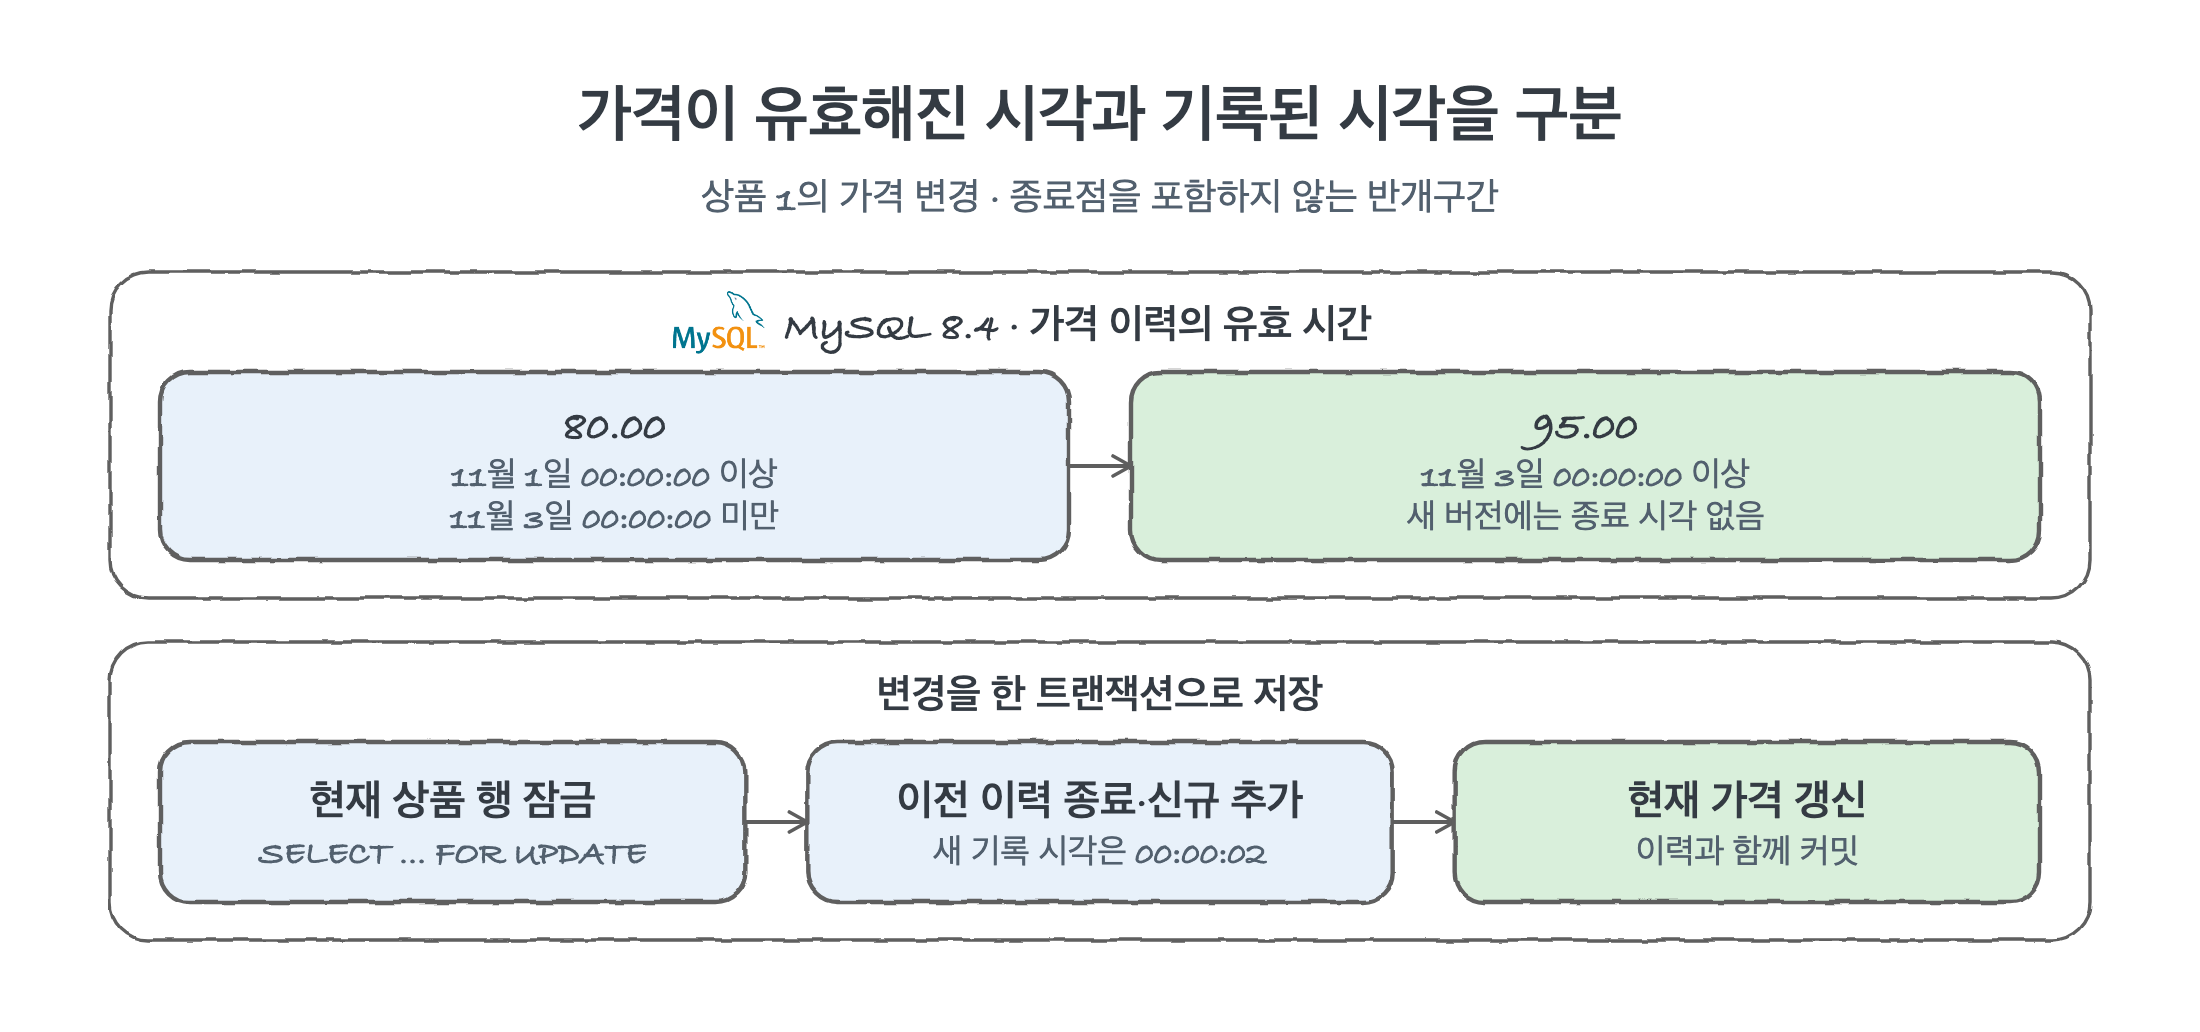 가격이 유효해진 시각과 기록된 시각을 구분
상품 1의 가격 변경 · 종료점을 포함하지 않는 반개구간
MySQL MySQL 8.4 · 가격 이력의 유효 시간
80.00
11월 1일 00:00:00 이상
11월 3일 00:00:00 미만
95.00
11월 3일 00:00:00 이상
새 버전에는 종료 시각 없음
변경을 한 트랜잭션으로 저장
현재 상품 행 잠금
SELECT ... FOR UPDATE
이전 이력 종료·신규 추가
새 기록 시각은 00:00:02
현재 가격 갱신
이력과 함께 커밋